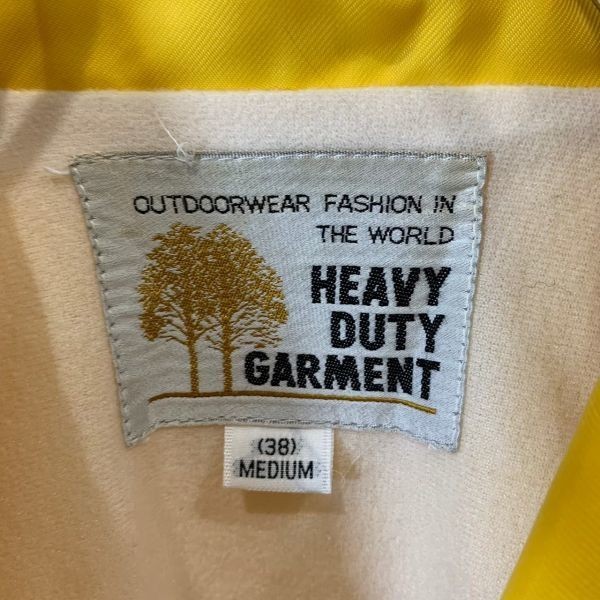 OUTDOORWEAR FASHION IN
THE WORLD
HEAVY
DUTY
GARMENT
(38)
MEDIUM